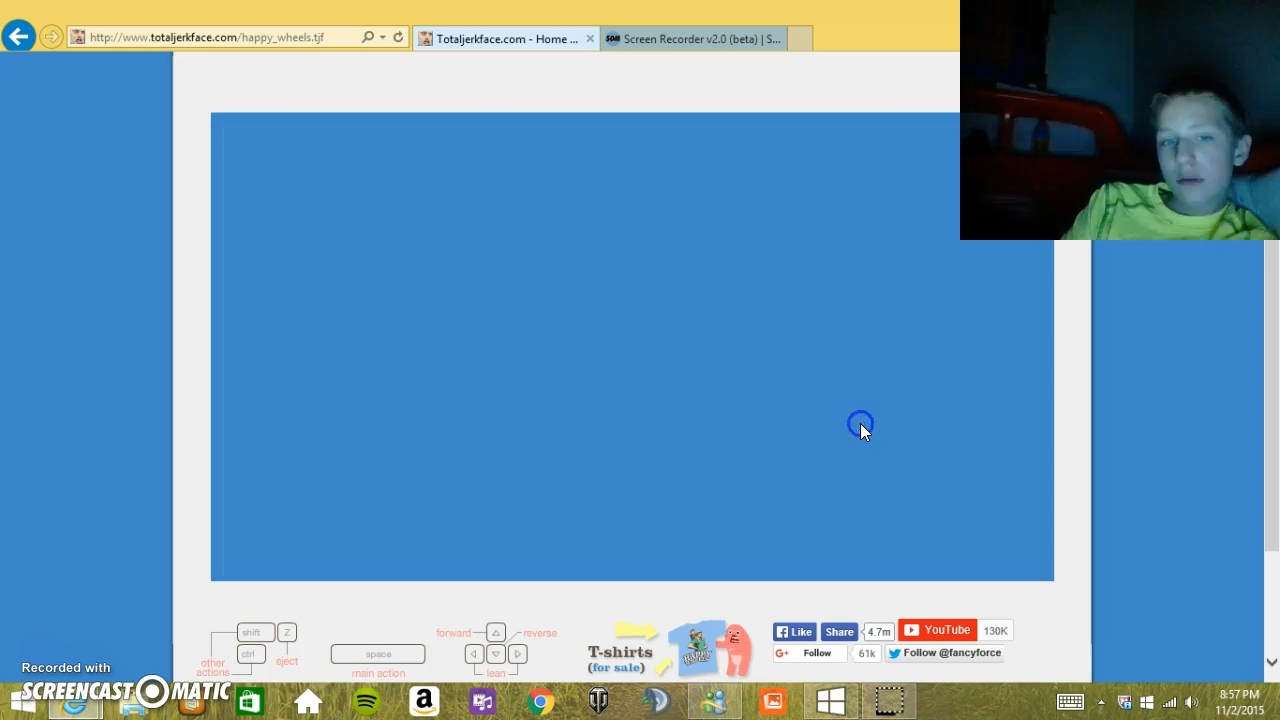 http://www.totaljerkface.com/happy_wheels.tjf
Totaljerkface.com - Home ...
Screen Recorder v2.0 (beta) | S...
shift
Z
ctrl
other
actions
eject
space
main action
forward
reverse
lean
T-shirts
(for sale)
Like
Share
4.7m
YouTube
130K
Follow
61k
Follow @fancyforce
Recorded with
SCREENCAST MATIC
8:57 PM
11/2/2015